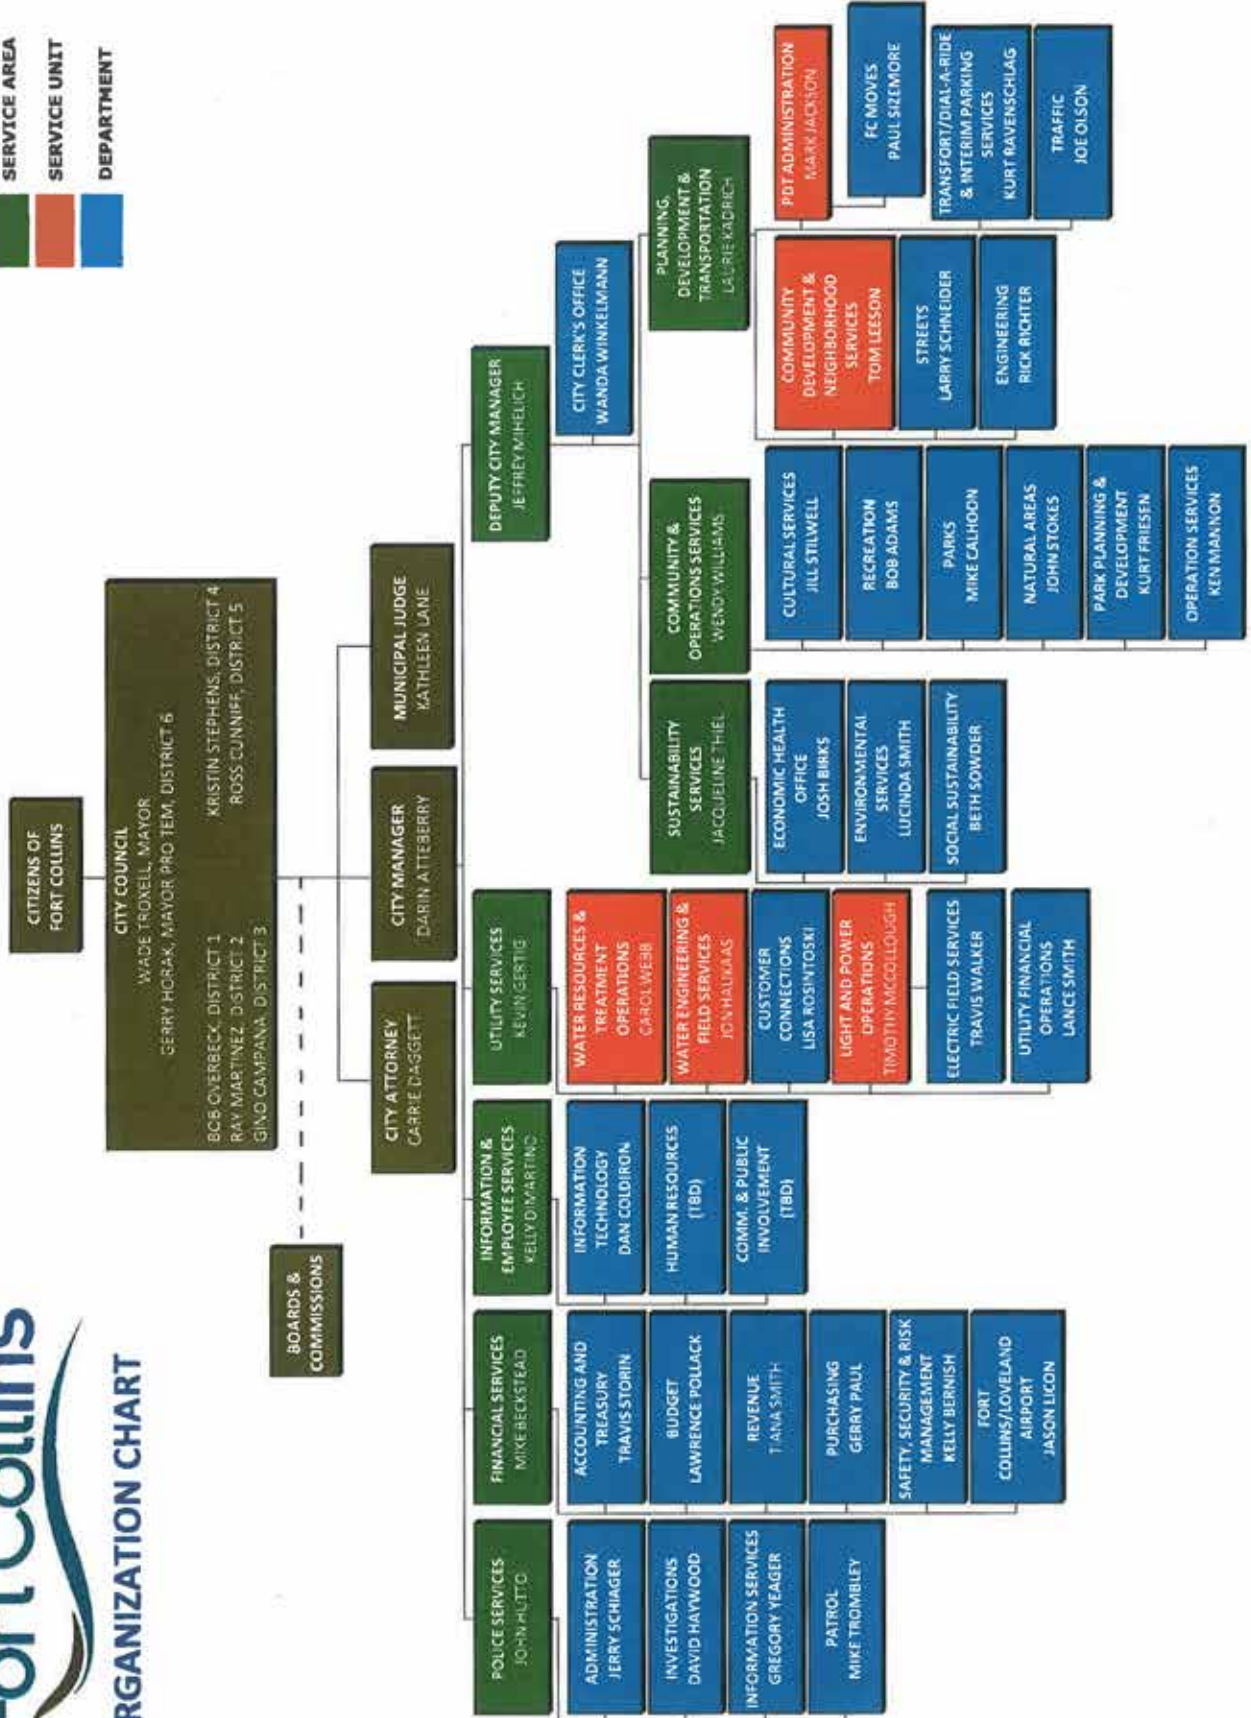 Fort Collins
ORGANIZATION CHART
SERVICE AREA
SERVICE UNIT
DEPARTMENT
CITIZENS OF
FORT COLLINS
CITY COUNCIL
WADE TROXELL, MAYOR
GERRY HORAK, MAYOR PRO TEM, DISTRICT 6
BOB OVERBECK, DISTRICT 1
RAY MARTINEZ, DISTRICT 2
GINO CAMPANA, DISTRICT 3
KRISTIN STEPHENS, DISTRICT 4
ROSS CUNNIFF, DISTRICT 5
BOARDS &
COMMISSIONS
CITY ATTORNEY
CARRIE DAGGETT
CITY MANAGER
DARIN ATTEBERRY
MUNICIPAL JUDGE
KATHLEEN LANE
POLICE SERVICES
JOHN HUTTO
ADMINISTRATION
JERRY SCHIAGER
INVESTIGATIONS
DAVID HAYWOOD
INFORMATION SERVICES
GREGORY YEAGER
PATROL
MIKE TROMBLEY
FINANCIAL SERVICES
MIKE BECKSTEAD
ACCOUNTING AND
TREASURY
TRAVIS STORIN
BUDGET
LAWRENCE POLLACK
REVENUE
TIANA SMITH
PURCHASING
GERRY PAUL
SAFETY, SECURITY & RISK
MANAGEMENT
KELLY BERNISH
FORT
COLLINS/LOVELAND
AIRPORT
JASON LICON
INFORMATION &
EMPLOYEE SERVICES
KELLY DIMARTINO
INFORMATION
TECHNOLOGY
DAN COLDIRON
HUMAN RESOURCES
(TBD)
COMM. & PUBLIC
INVOLVEMENT
(TBD)
UTILITY SERVICES
KEVIN GERTIG
WATER RESOURCES &
TREATMENT
OPERATIONS
CAROL WEBB
WATER ENGINEERING &
FIELD SERVICES
JON HAUKAAS
CUSTOMER
CONNECTIONS
LISA ROSINTOSKI
LIGHT AND POWER
OPERATIONS
TIMOTHY MCCOLLOUGH
ELECTRIC FIELD SERVICES
TRAVIS WALKER
UTILITY FINANCIAL
OPERATIONS
LANCE SMITH
DEPUTY CITY MANAGER
JEFFREY MIHELICH
CITY CLERK'S OFFICE
WANDA WINKELMANN
SUSTAINABILITY
SERVICES
JACQUELINE THIEL
ECONOMIC HEALTH
OFFICE
JOSH BIRKS
ENVIRONMENTAL
SERVICES
LUCINDA SMITH
SOCIAL SUSTAINABILITY
BETH SOWDER
COMMUNITY &
OPERATIONS SERVICES
WENDY WILLIAMS
CULTURAL SERVICES
JILL STILWELL
RECREATION
BOB ADAMS
PARKS
MIKE CALHOON
NATURAL AREAS
JOHN STOKES
PARK PLANNING &
DEVELOPMENT
KURT FRIESEN
OPERATION SERVICES
KEN MANNON
PLANNING,
DEVELOPMENT &
TRANSPORTATION
LAURIE KADRICH
COMMUNITY
DEVELOPMENT &
NEIGHBORHOOD
SERVICES
TOM LEESON
STREETS
LARRY SCHNEIDER
ENGINEERING
RICK RICHTER
PDT ADMINISTRATION
MARK JACKSON
FC MOVES
PAUL SIZEMORE
TRANSFORT/DIAL-A-RIDE
& INTERIM PARKING
SERVICES
KURT RAVENSCHLAG
TRAFFIC
JOE OLSON